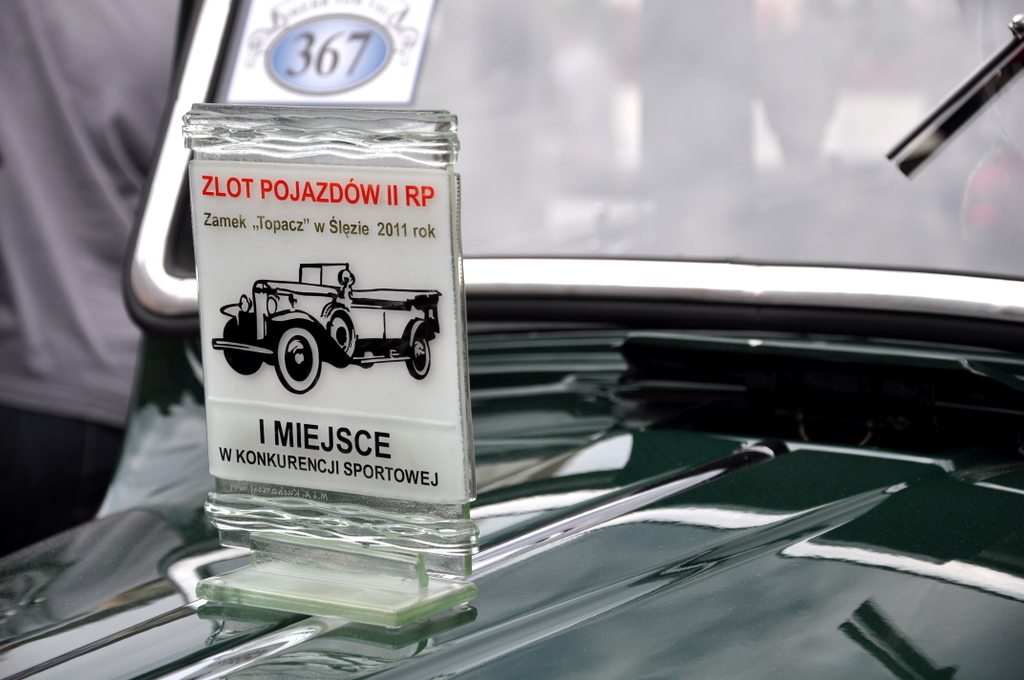 367
ZLOT POJAZDÓW II RP
Zamek „Topacz” w Ślęzie 2011 rok
I MIEJSCE
W KONKURENCJI SPORTOWEJ